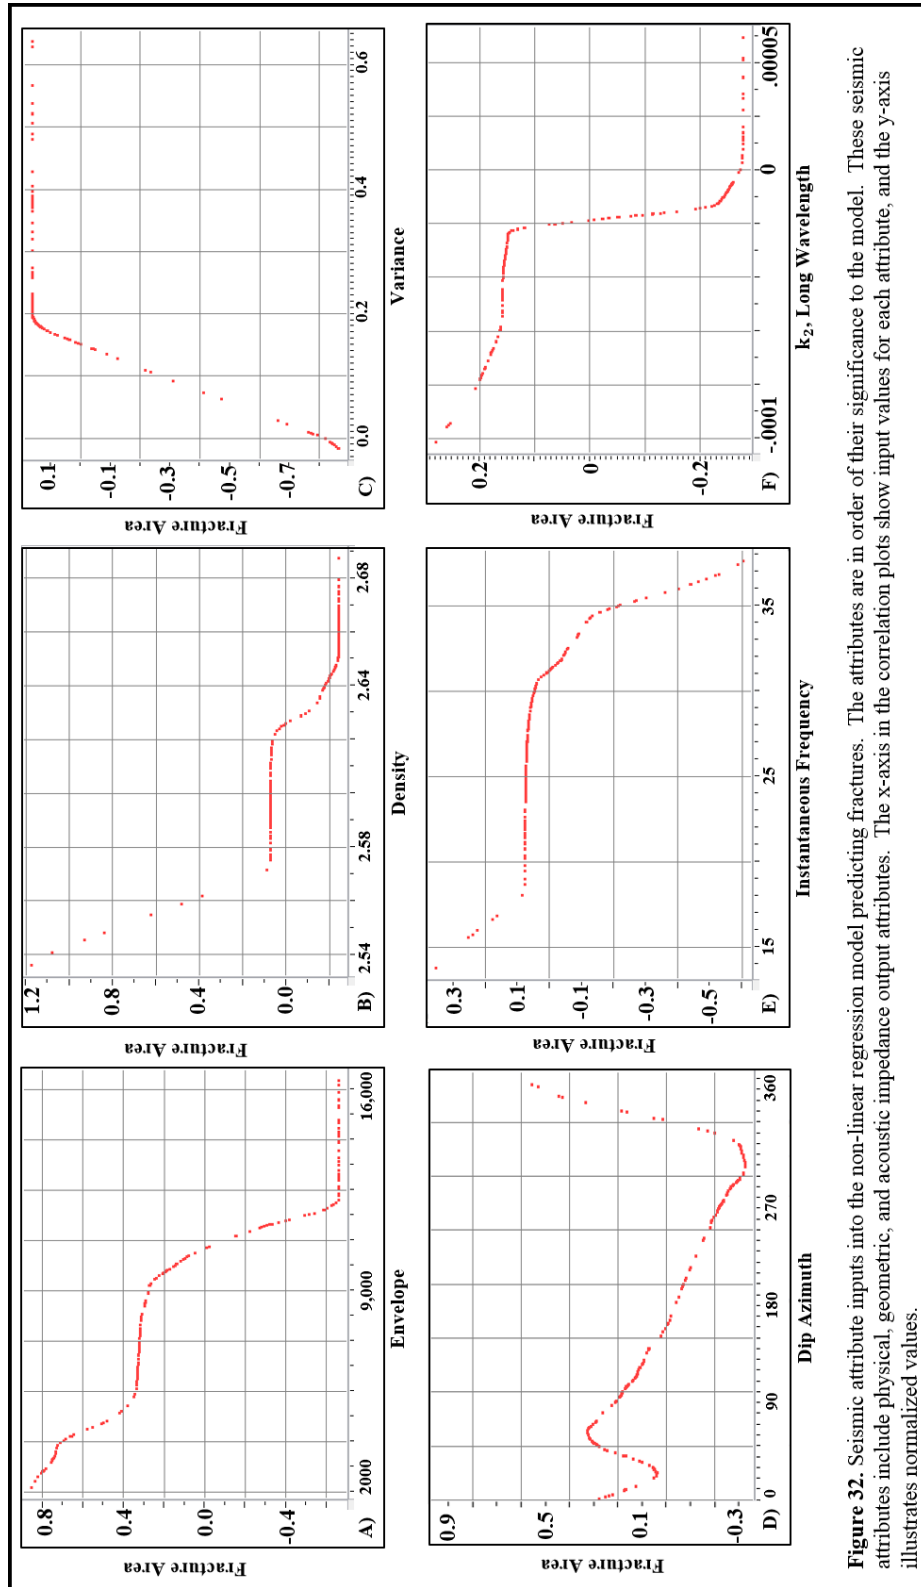 Fracture Area
0.8
0.4
0.0
-0.4
A)
2000
9,000
16,000
Envelope
Fracture Area
1.2
0.8
0.4
0.0
B)
2.54
2.58
2.64
2.68
Density
Fracture Area
0.1
-0.1
-0.3
-0.5
-0.7
C)
0.0
0.2
0.4
0.6
Variance
Fracture Area
0.9
0.5
0.1
-0.3
D)
0
90
180
270
360
Dip Azimuth
Fracture Area
0.3
0.1
-0.1
-0.3
-0.5
E)
15
25
35
Instantaneous Frequency
Fracture Area
0.2
0
-0.2
F)
-.0001
0
.00005
k₂, Long Wavelength
Figure 32. Seismic attribute inputs into the non-linear regression model predicting fractures. The attributes are in order of their significance to the model. These seismic
attributes include physical, geometric, and acoustic impedance output attributes. The x-axis in the correlation plots show input values for each attribute, and the y-axis
illustrates normalized values.